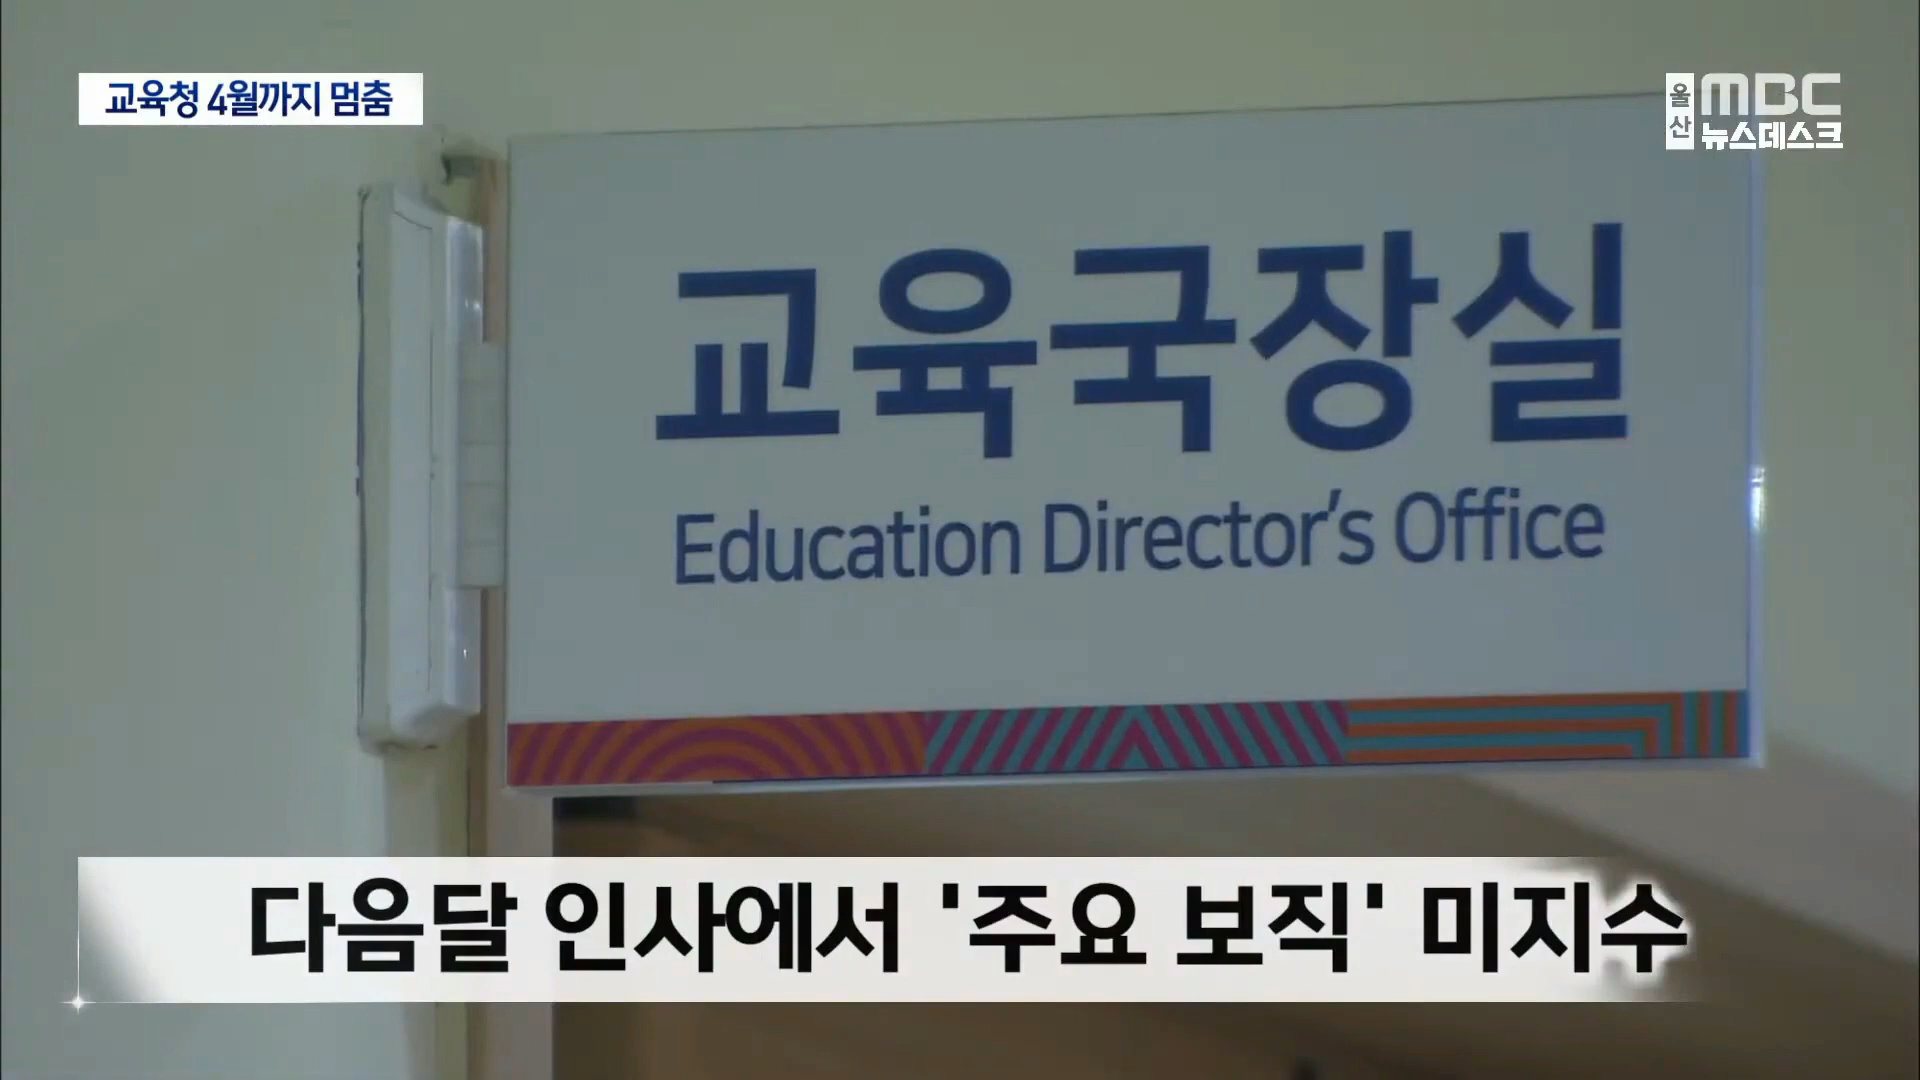 교육청 4월까지 멈춤
울산
MBC
뉴스데스크
교육국장실
Education Director's Office
다음달 인사에서 '주요 보직' 미지수